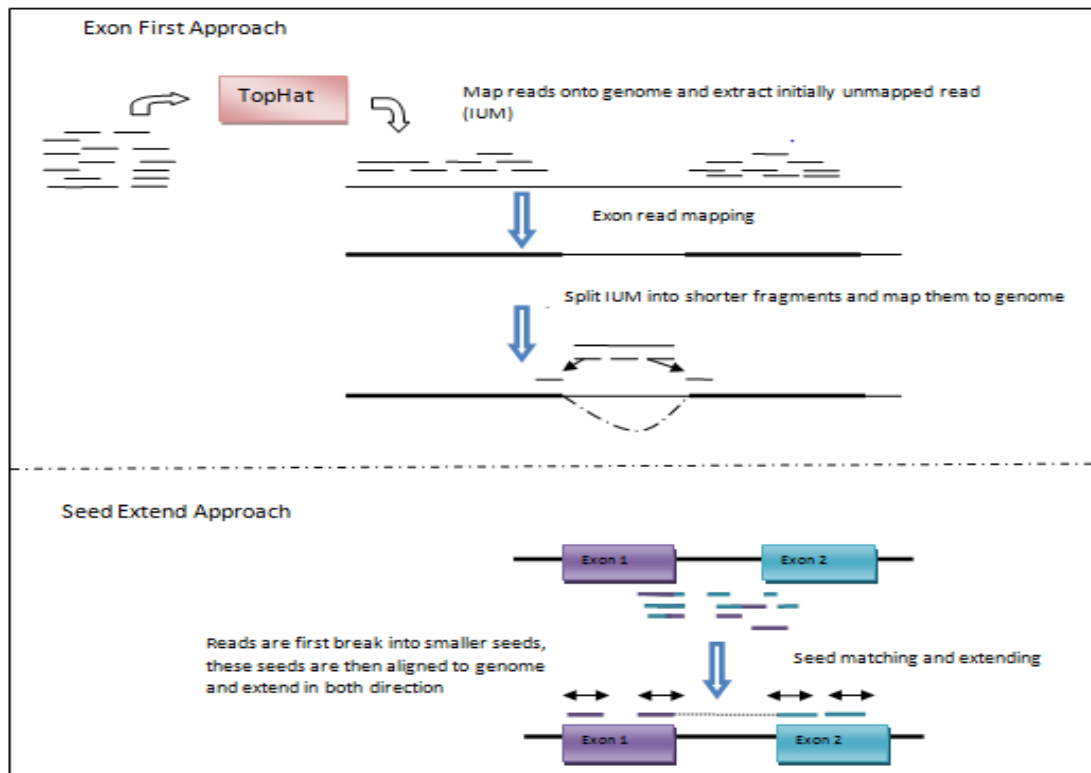 Exon First Approach
TopHat
Map reads onto genome and extract initially unmapped read
(IUM)
Exon read mapping
Split IUM into shorter fragments and map them to genome
Seed Extend Approach
Exon 1
Exon 2
Reads are first break into smaller seeds,
these seeds are then aligned to genome
and extend in both direction
Seed matching and extending
Exon 1
Exon 2